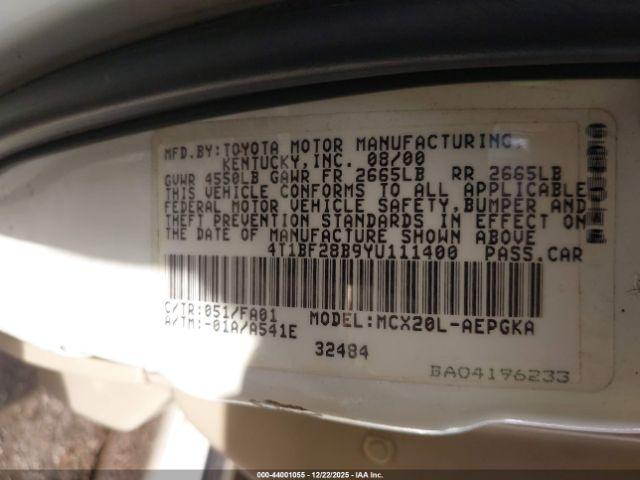 MFD.BY:TOYOTA MOTOR MANUFACTURING,
KENTUCKY,INC. 08/00
GVWR 4550LB GAWR FR 2665LB RR 2665LB
THIS VEHICLE CONFORMS TO ALL APPLICABLE
FEDERAL MOTOR VEHICLE SAFETY,BUMPER AND
THEFT PREVENTION STANDARDS IN EFFECT ON
THE DATE OF MANUFACTURE SHOWN ABOVE
4T1BF28B9YU111400 PASS.CAR
C/TR:051/FA01 MODEL:MCX20L-AEPGKA
A/TM:-01A/A541E
32484
BA04196233
000-44001055 | 12/22/2025 | IAA Inc.